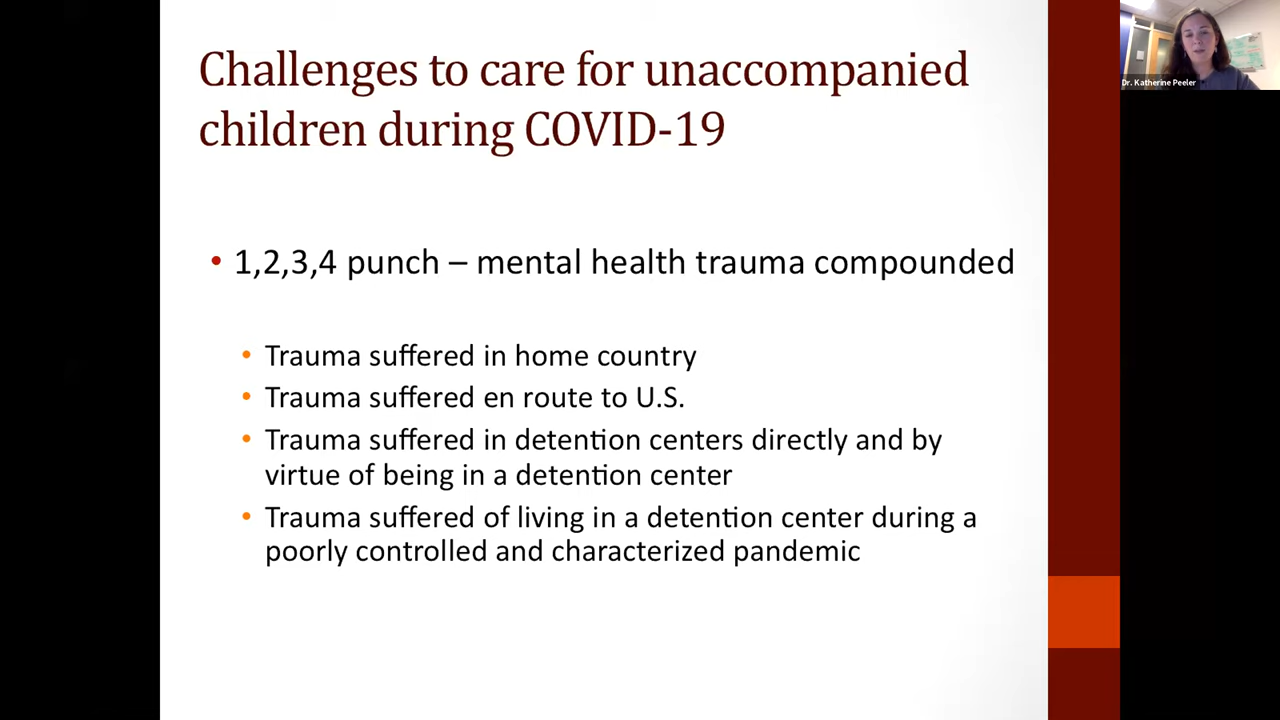 Challenges to care for unaccompanied
children during COVID-19
• 1,2,3,4 punch – mental health trauma compounded
• Trauma suffered in home country
• Trauma suffered en route to U.S.
• Trauma suffered in detention centers directly and by
virtue of being in a detention center
• Trauma suffered of living in a detention center during a
poorly controlled and characterized pandemic
Dr. Katherine Peeler